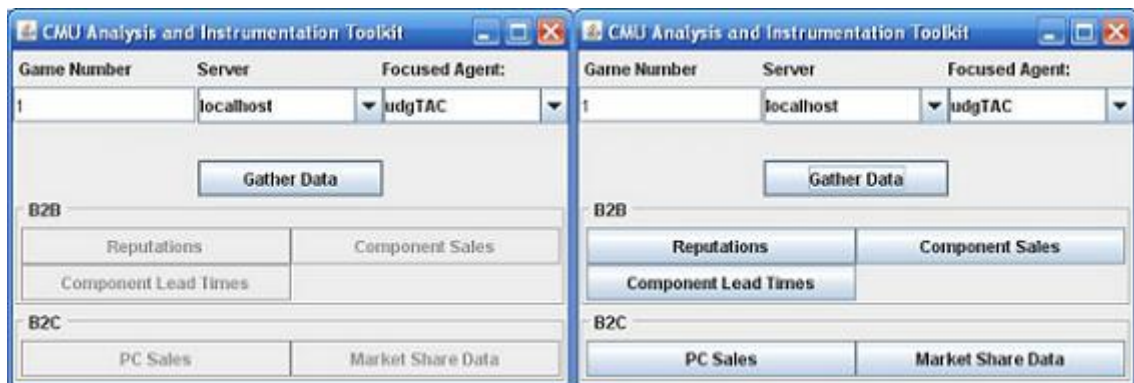 CMU Analysis and Instrumentation Toolkit
Game Number Server Focused Agent:
1 localhost udgTAC
Gather Data
B2B
Reputations Component Sales
Component Lead Times
B2C
PC Sales Market Share Data
CMU Analysis and Instrumentation Toolkit
Game Number Server Focused Agent:
1 localhost udgTAC
Gather Data
B2B
Reputations Component Sales
Component Lead Times
B2C
PC Sales Market Share Data